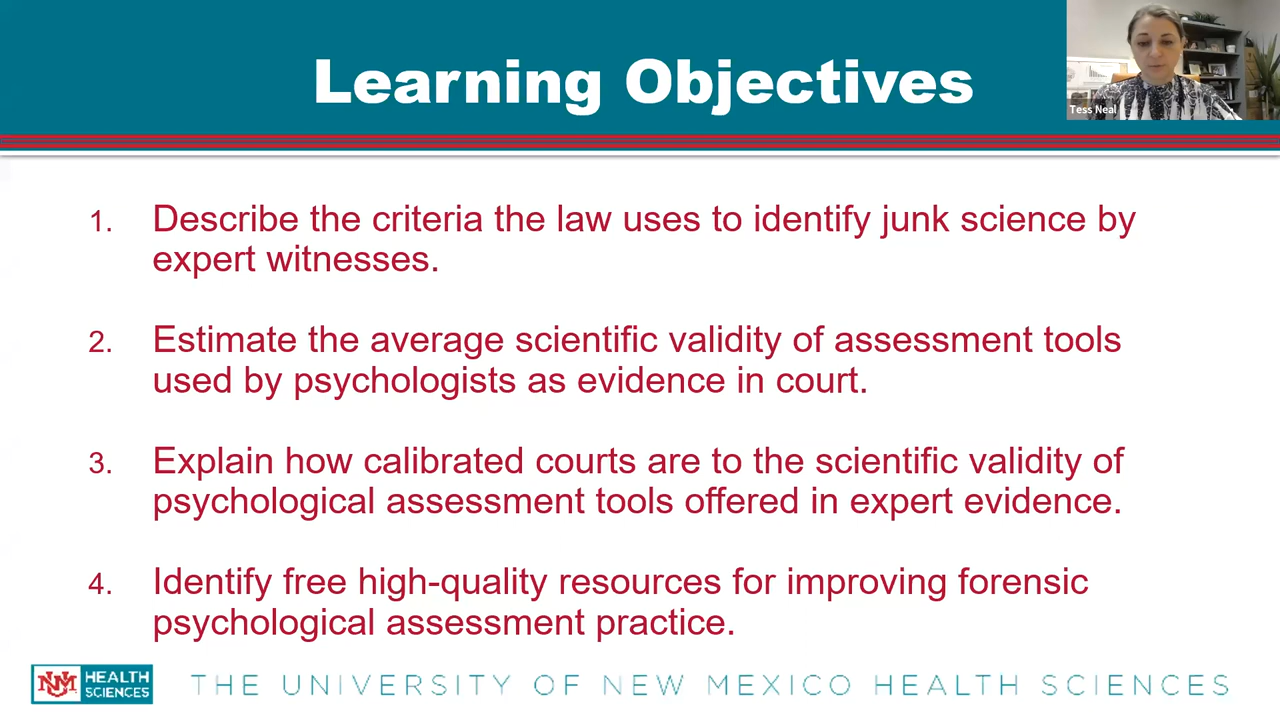 Learning Objectives
Tess Neal
1. Describe the criteria the law uses to identify junk science by
expert witnesses.
2. Estimate the average scientific validity of assessment tools
used by psychologists as evidence in court.
3. Explain how calibrated courts are to the scientific validity of
psychological assessment tools offered in expert evidence.
4. Identify free high-quality resources for improving forensic
psychological assessment practice.
UNM HEALTH
SCIENCES
THE UNIVERSITY OF NEW MEXICO HEALTH SCIENCES